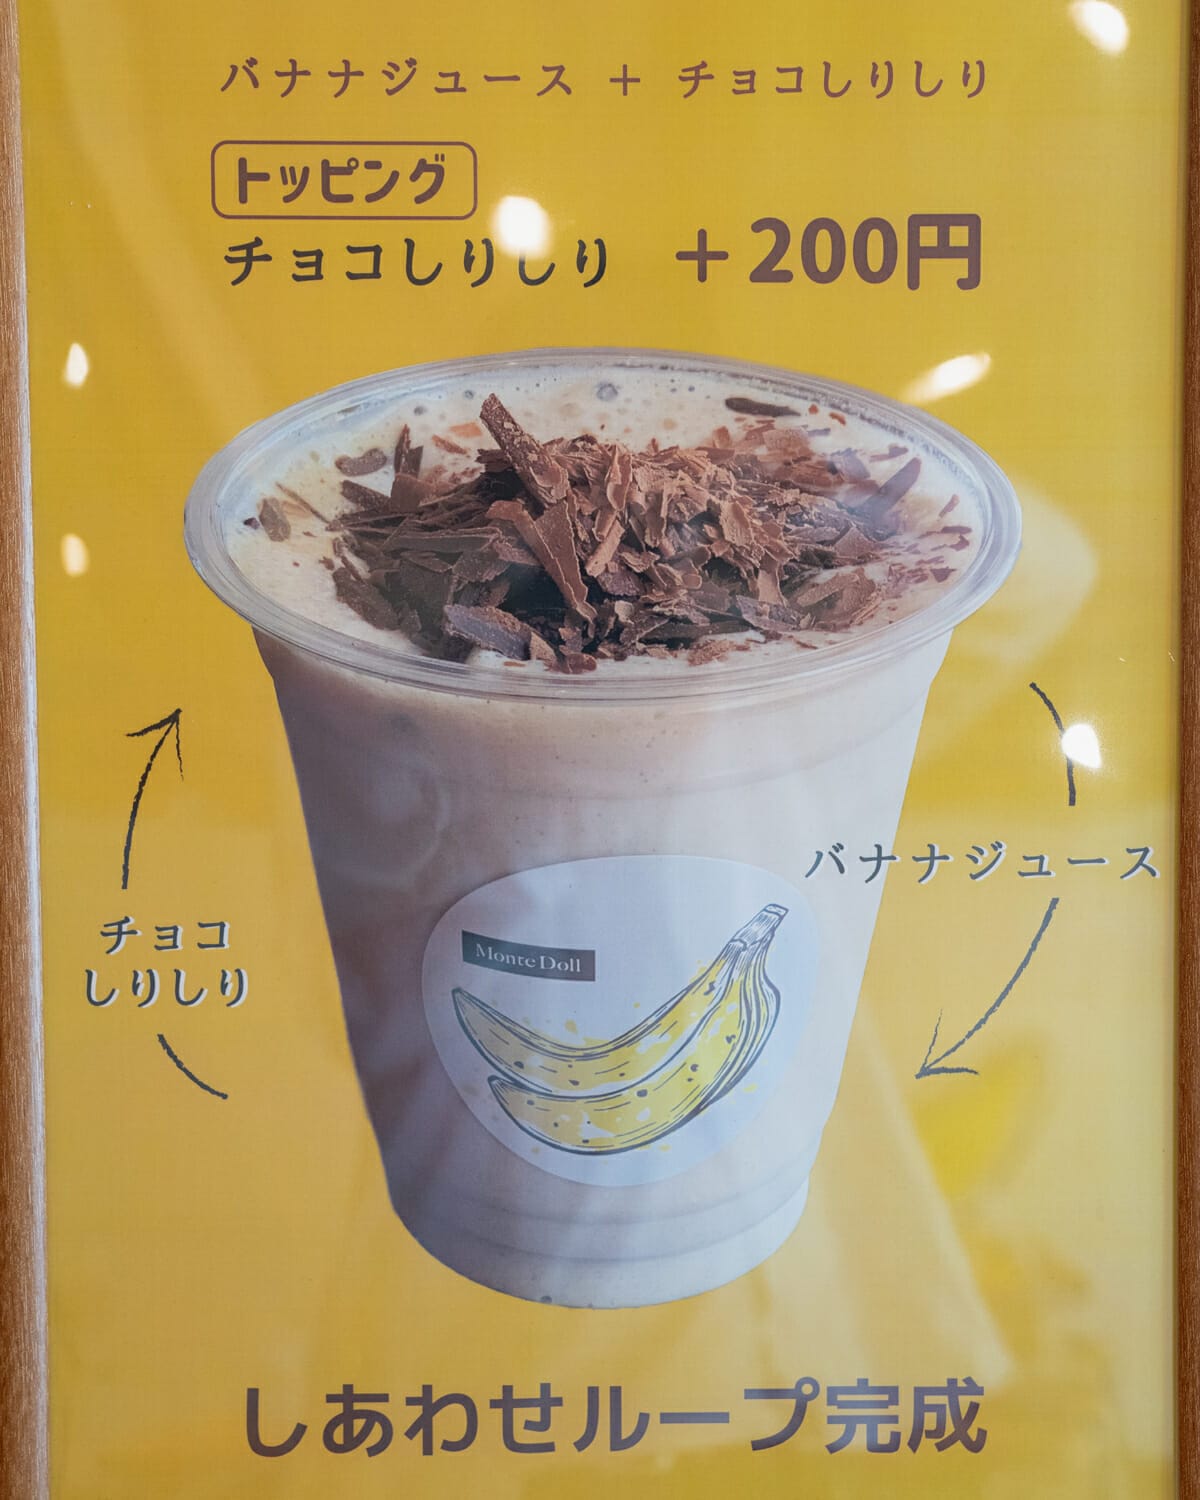 バナナジュース ＋ チョコしりしり
トッピング
チョコしりしり ＋200円
バナナジュース
チョコ
しりしり
Monte Doll
しあわせループ完成